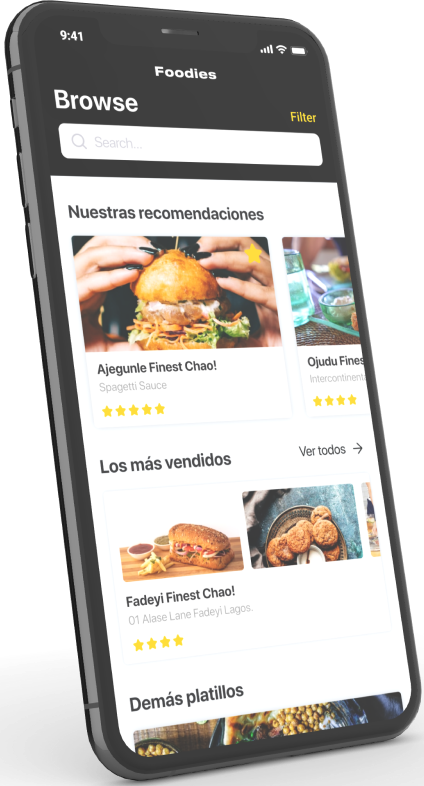 9:41
Foodies
Browse
Filter
Search...
Nuestras recomendaciones
Ajegunle Finest Chao!
Spagetti Sauce
Ojudu Fines
Intercontinent
Los más vendidos
Ver todos →
Fadeyi Finest Chao!
01 Alase Lane Fadeyi Lagos.
Demás platillos